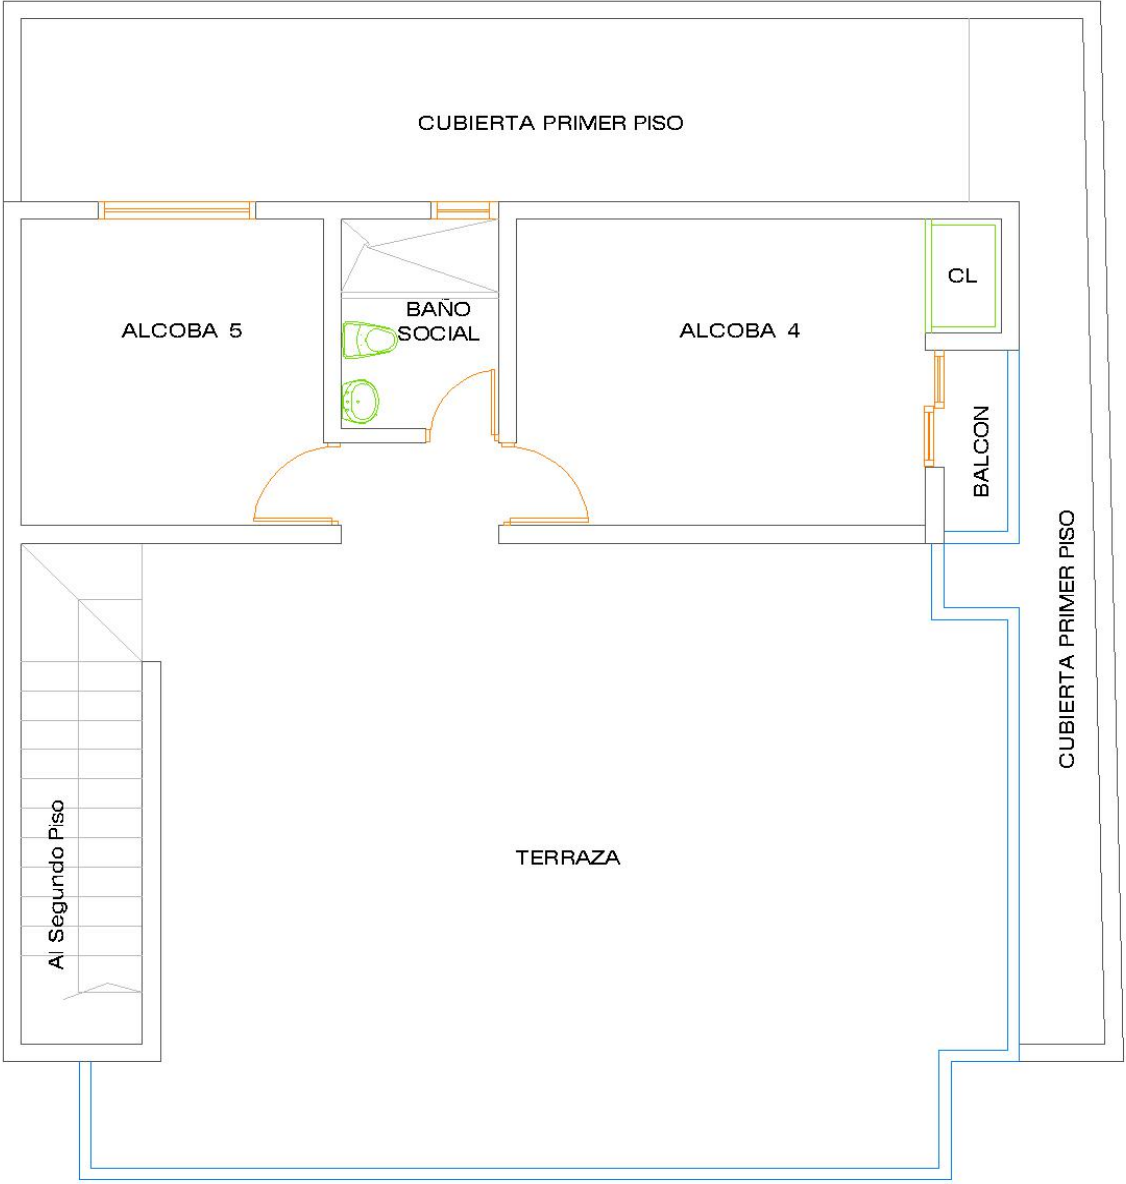 CUBIERTA PRIMER PISO
CL
BAÑO
SOCIAL
ALCOBA 5
ALCOBA 4
BALCON
CUBIERTA PRIMER PISO
Al Segundo Piso
TERRAZA